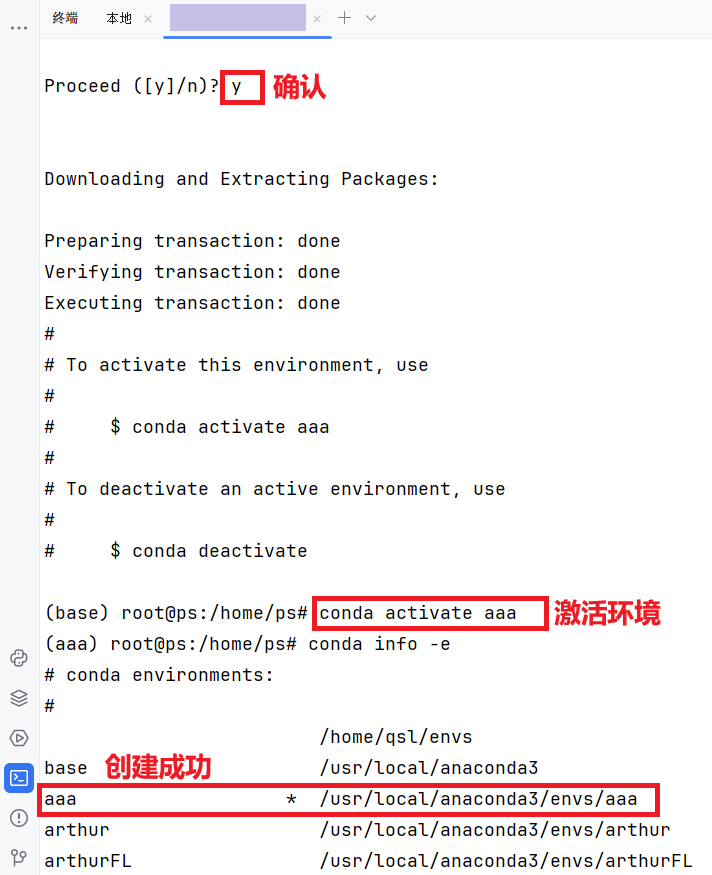 终端 本地
Proceed ([y]/n)? y 确认
Downloading and Extracting Packages:
Preparing transaction: done
Verifying transaction: done
Executing transaction: done
#
# To activate this environment, use
#
#     $ conda activate aaa
#
# To deactivate an active environment, use
#
#     $ conda deactivate
(base) root@ps:/home/ps# conda activate aaa 激活环境
(aaa) root@ps:/home/ps# conda info -e
# conda environments:
#
/home/qsl/envs
base 创建成功 /usr/local/anaconda3
aaa * /usr/local/anaconda3/envs/aaa
arthur /usr/local/anaconda3/envs/arthur
arthurFL /usr/local/anaconda3/envs/arthurFL